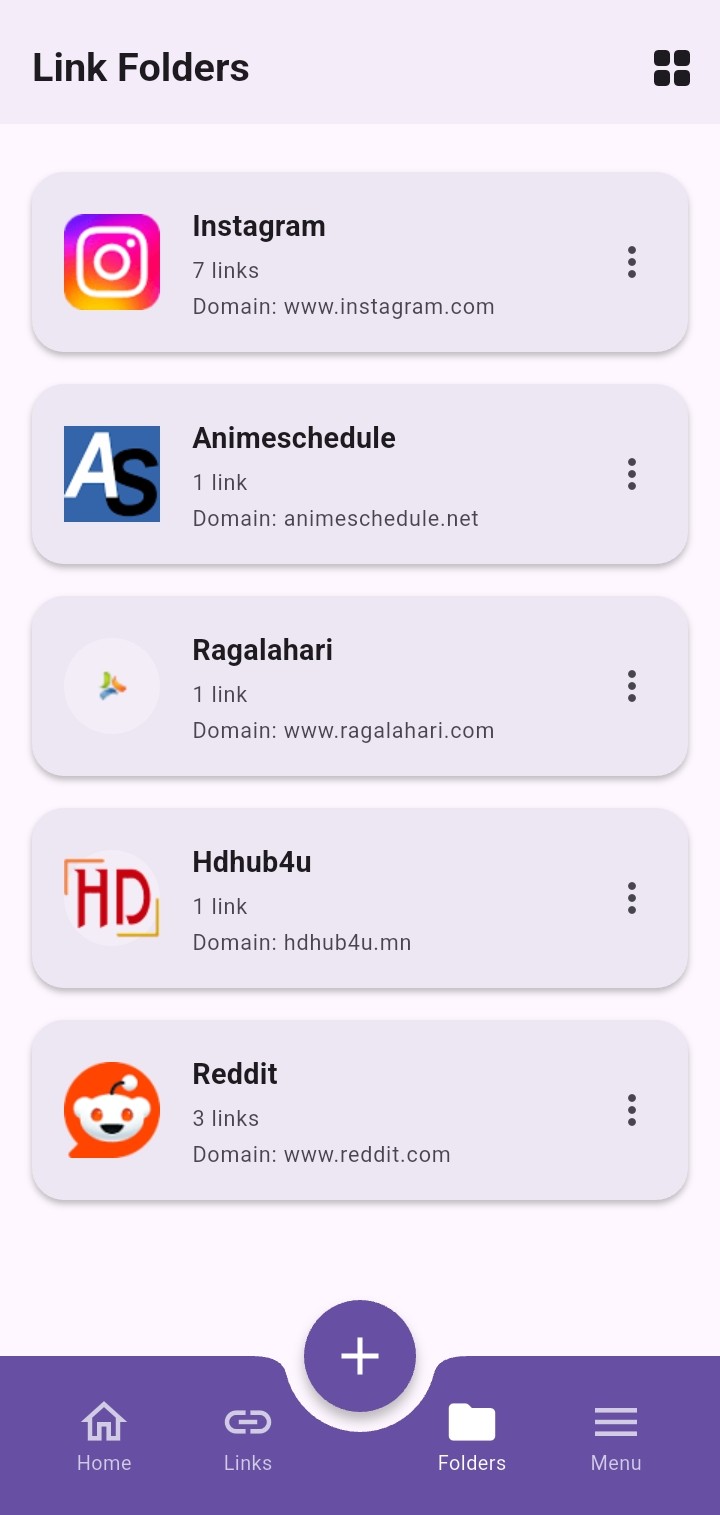 Link Folders
Instagram
7 links
Domain: www.instagram.com
AS
Animeschedule
1 link
Domain: animeschedule.net
Ragalahari
1 link
Domain: www.ragalahari.com
HD
Hdhub4u
1 link
Domain: hdhub4u.mn
Reddit
3 links
Domain: www.reddit.com
Home
Links
Folders
Menu